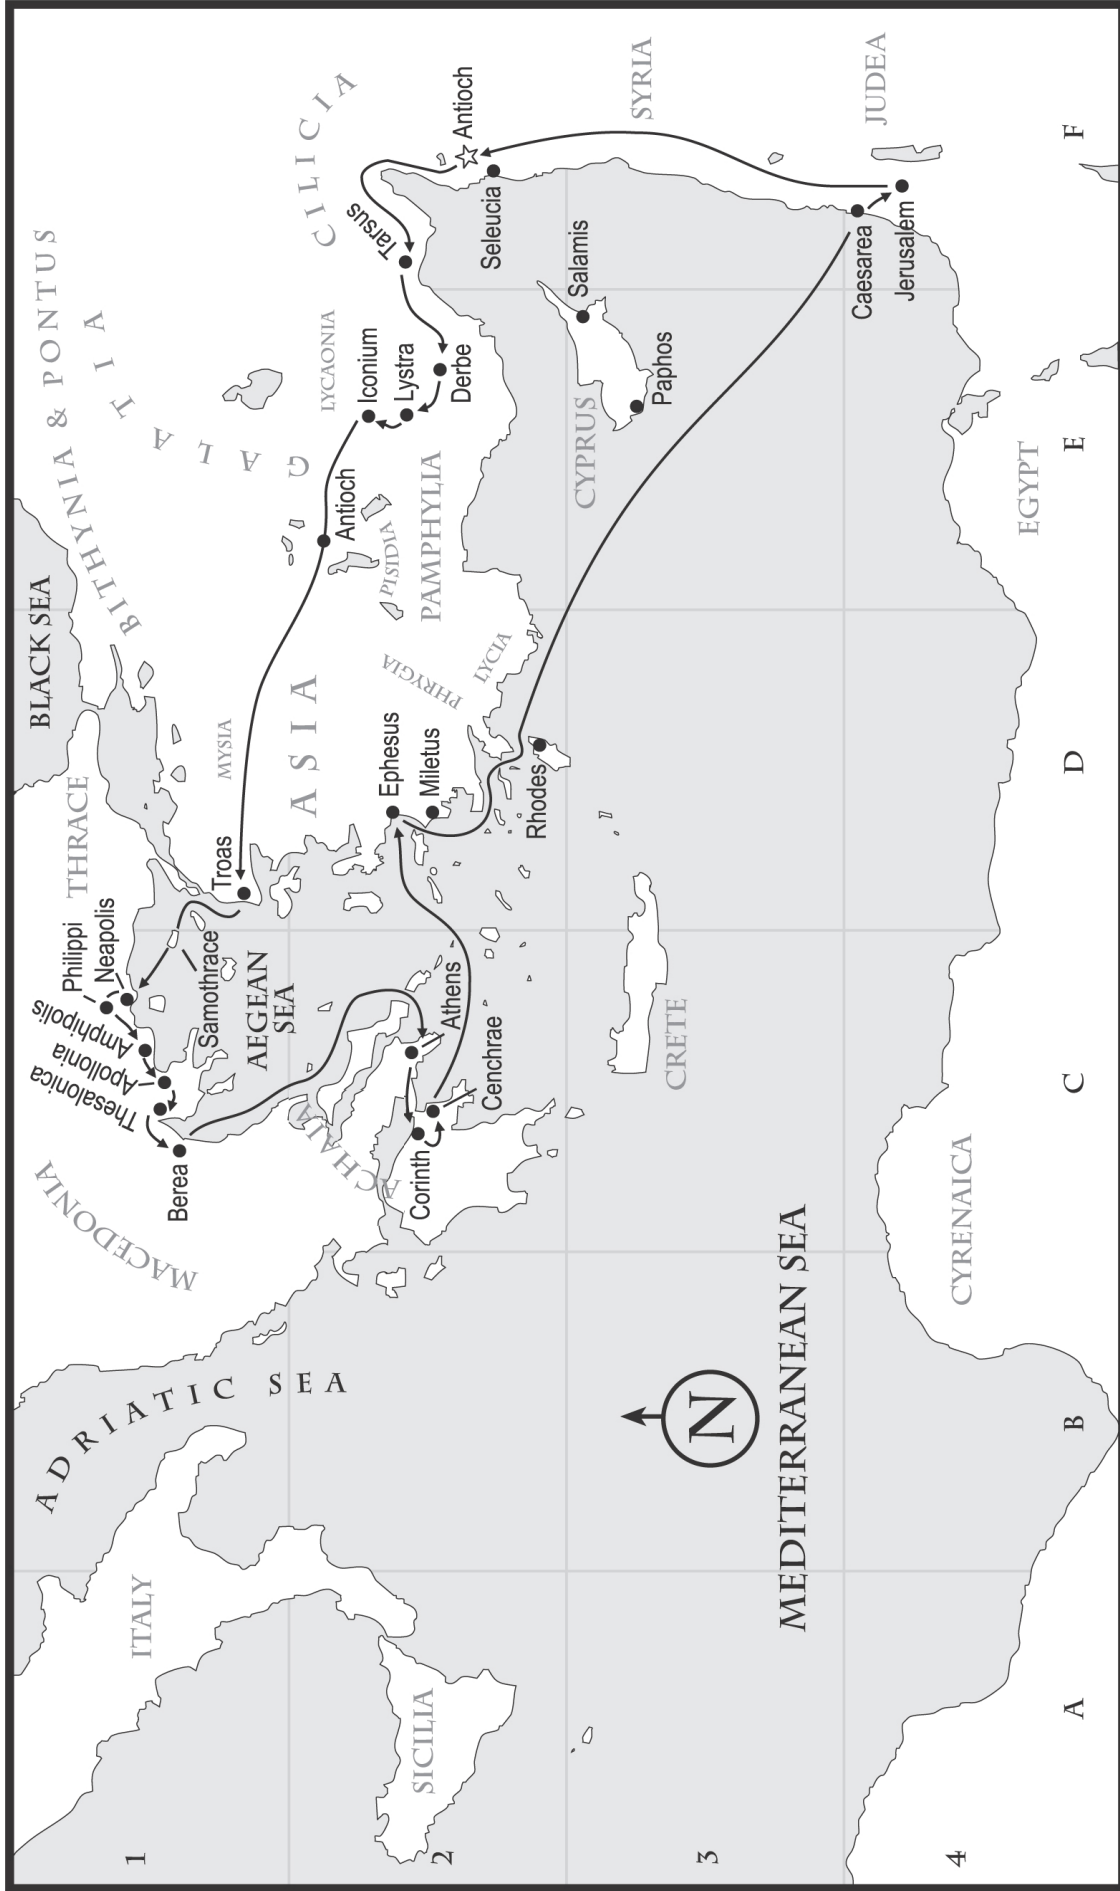 ADRIATIC SEA
MACEDONIA
THRACE
BLACK SEA
BITHYNIA & PONTUS
GALATIA
CILICIA
ITALY
Philippi
Neapolis
Amphipolis
Apollonia
Thesalonica
Berea
Samothrace
AEGEAN
SEA
Troas
MYSIA
ASIA
Antioch
LYCAONIA
Iconium
Lystra
Derbe
Tarsus
Antioch
Seleucia
PISIDIA
PAMPHYLIA
PHRYGIA
LYCIA
Ephesus
Miletus
Rhodes
ACHAIA
Athens
Corinth
Cenchrae
SICILIA
CRETE
CYPRUS
Salamis
Paphos
SYRIA
MEDITERRANEAN SEA
N
Caesarea
Jerusalem
JUDEA
CYRENAICA
EGYPT
1
2
3
4
A
B
C
D
E
F